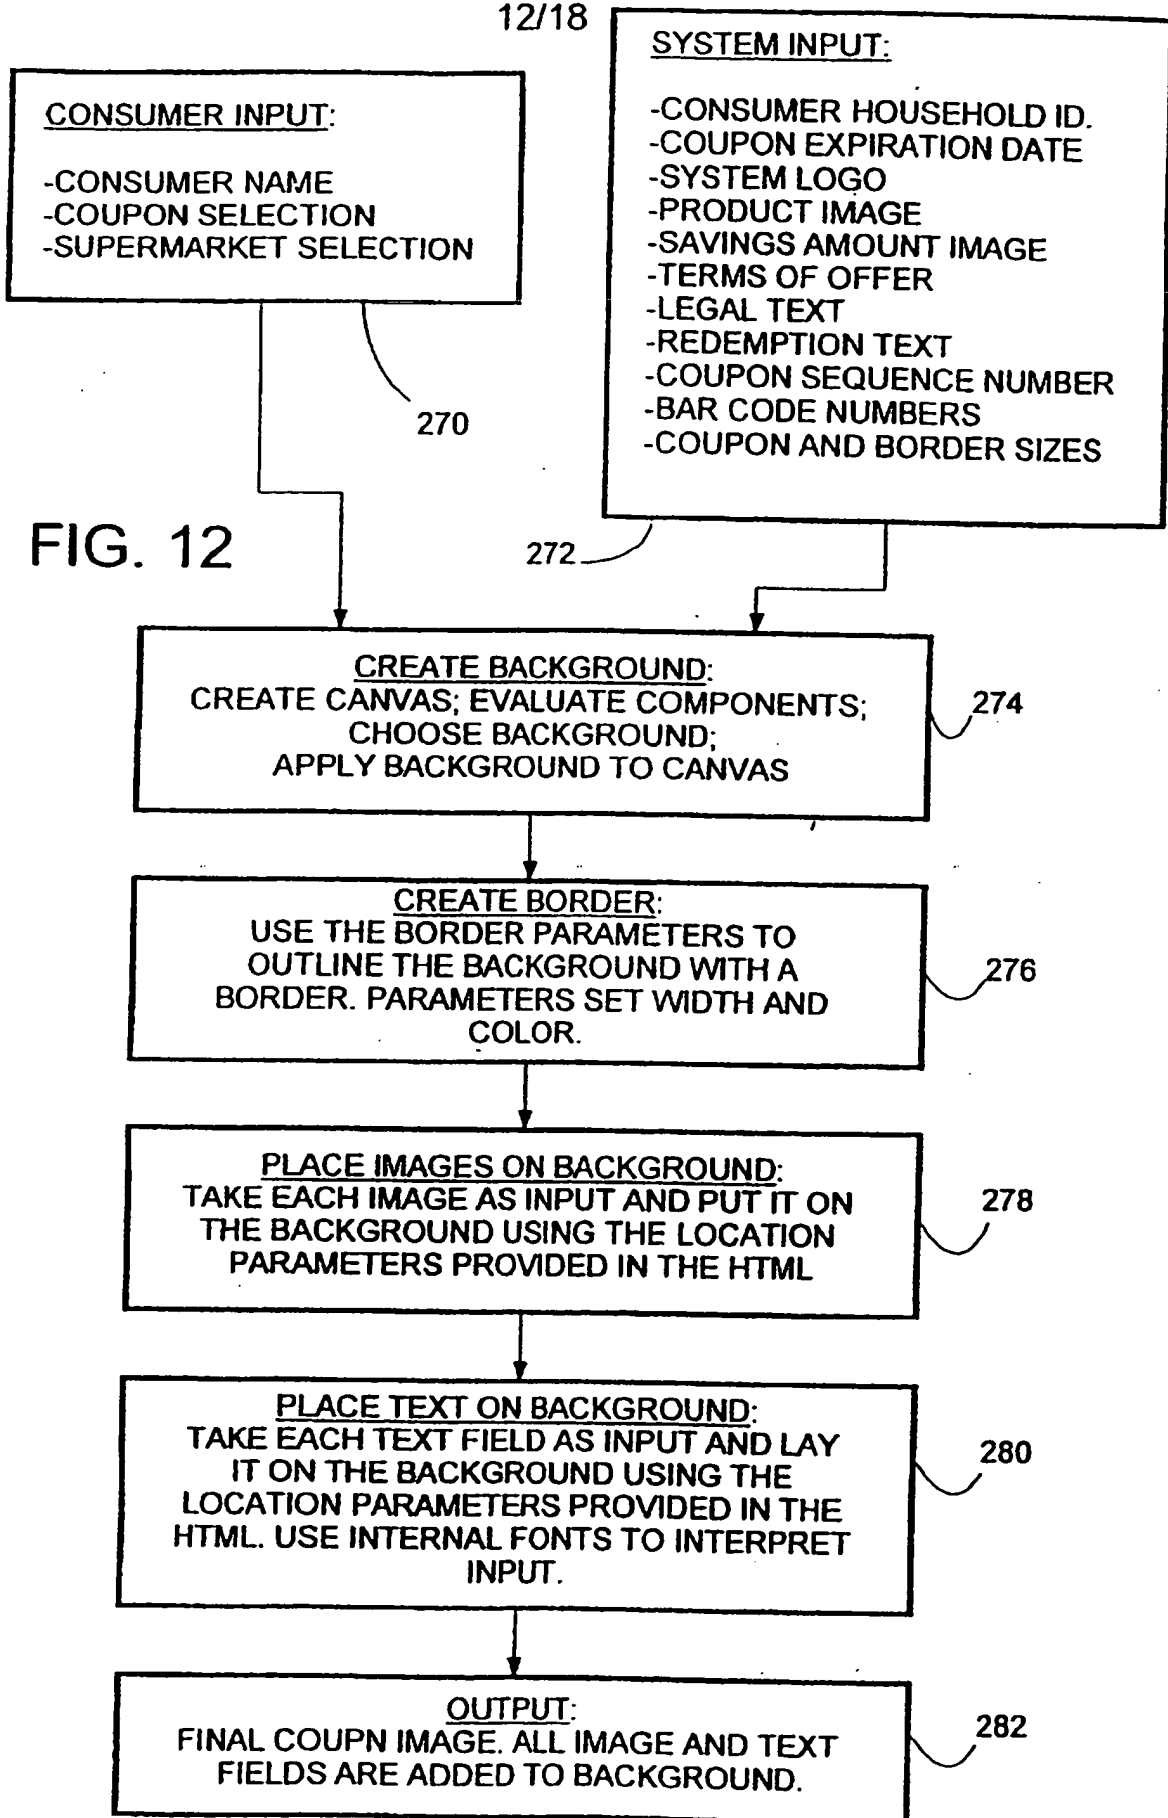 12/18
CONSUMER INPUT:
-CONSUMER NAME
-COUPON SELECTION
-SUPERMARKET SELECTION
270
SYSTEM INPUT:
-CONSUMER HOUSEHOLD ID.
-COUPON EXPIRATION DATE
-SYSTEM LOGO
-PRODUCT IMAGE
-SAVINGS AMOUNT IMAGE
-TERMS OF OFFER
-LEGAL TEXT
-REDEMPTION TEXT
-COUPON SEQUENCE NUMBER
-BAR CODE NUMBERS
-COUPON AND BORDER SIZES
272
FIG. 12
CREATE BACKGROUND:
CREATE CANVAS; EVALUATE COMPONENTS;
CHOOSE BACKGROUND;
APPLY BACKGROUND TO CANVAS
274
CREATE BORDER:
USE THE BORDER PARAMETERS TO
OUTLINE THE BACKGROUND WITH A
BORDER. PARAMETERS SET WIDTH AND
COLOR.
276
PLACE IMAGES ON BACKGROUND:
TAKE EACH IMAGE AS INPUT AND PUT IT ON
THE BACKGROUND USING THE LOCATION
PARAMETERS PROVIDED IN THE HTML
278
PLACE TEXT ON BACKGROUND:
TAKE EACH TEXT FIELD AS INPUT AND LAY
IT ON THE BACKGROUND USING THE
LOCATION PARAMETERS PROVIDED IN THE
HTML. USE INTERNAL FONTS TO INTERPRET
INPUT.
280
OUTPUT:
FINAL COUPN IMAGE. ALL IMAGE AND TEXT
FIELDS ARE ADDED TO BACKGROUND.
282